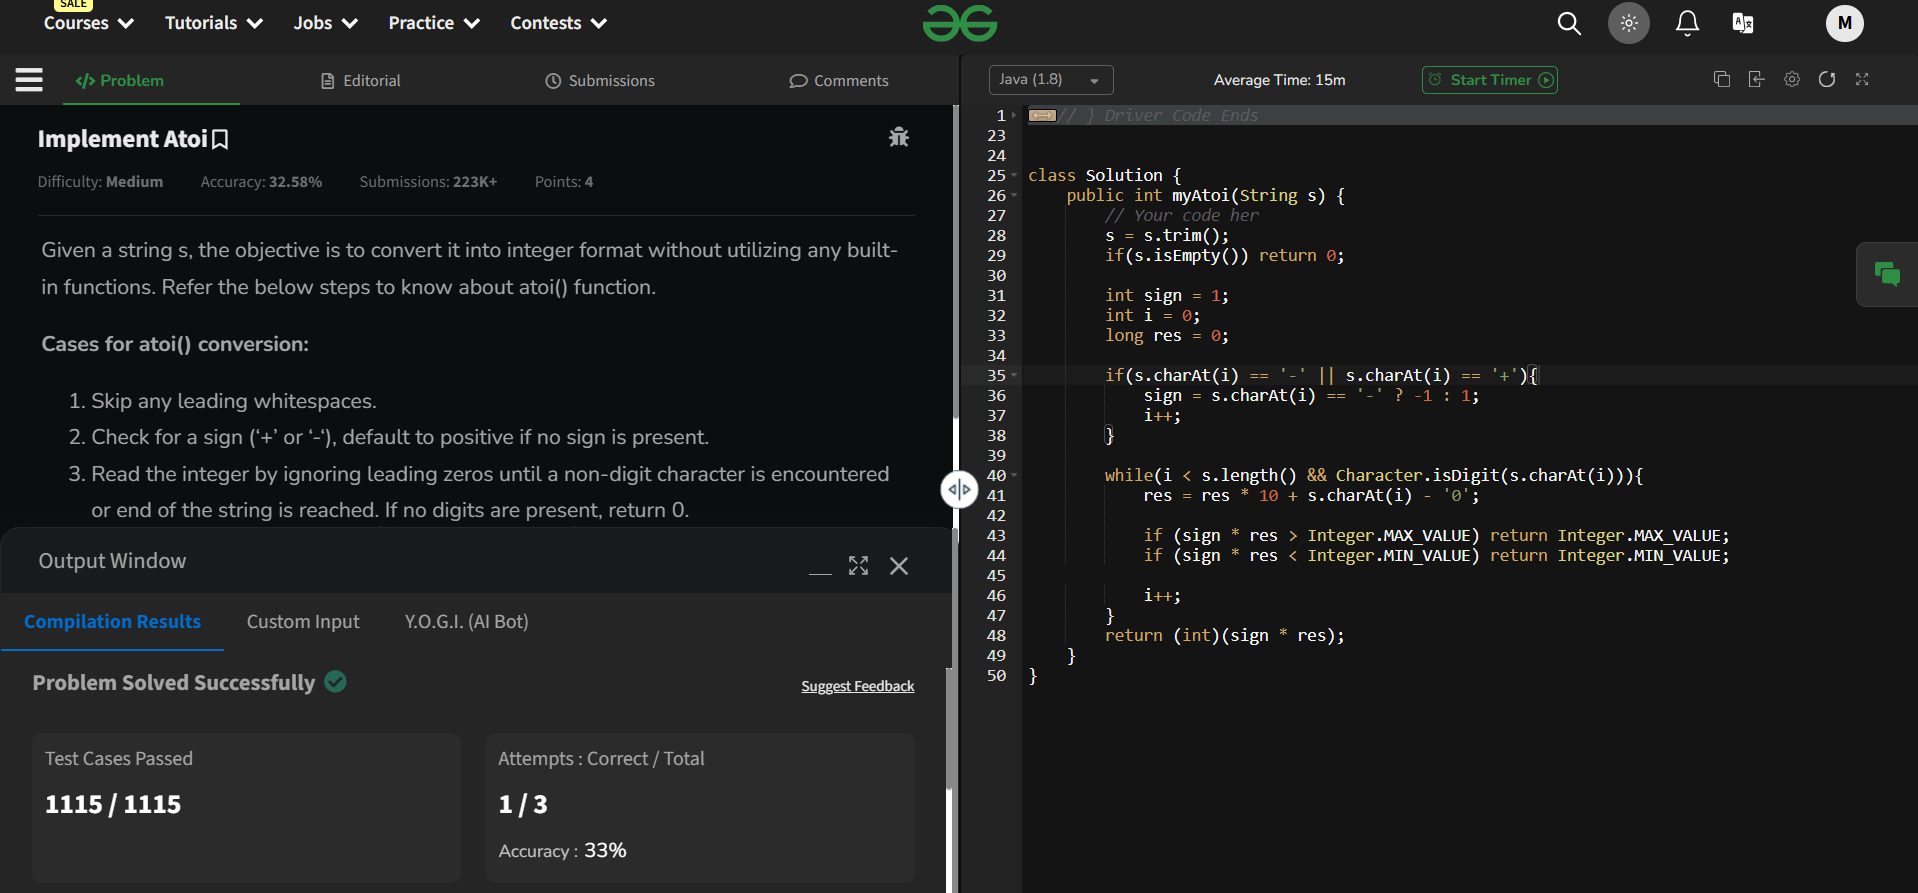 SALE
Courses Tutorials Jobs Practice Contests
M
Problem Editorial Submissions Comments
Java (1.8) Average Time: 15m Start Timer
Implement Atoi
Difficulty: Medium Accuracy: 32.58% Submissions: 223K+ Points: 4
Given a string s, the objective is to convert it into integer format without utilizing any built-
in functions. Refer the below steps to know about atoi() function.
Cases for atoi() conversion:
1. Skip any leading whitespaces.
2. Check for a sign (‘+’ or ‘-‘), default to positive if no sign is present.
3. Read the integer by ignoring leading zeros until a non-digit character is encountered
or end of the string is reached. If no digits are present, return 0.
Output Window
Compilation Results Custom Input Y.O.G.I. (AI Bot)
Problem Solved Successfully
Suggest Feedback
Test Cases Passed
1115 / 1115
Attempts : Correct / Total
1 / 3
Accuracy : 33%
1 // } Driver Code Ends
23
24
25 class Solution {
26 public int myAtoi(String s) {
27 // Your code her
28 s = s.trim();
29 if(s.isEmpty()) return 0;
30
31 int sign = 1;
32 int i = 0;
33 long res = 0;
34
35 if(s.charAt(i) == '-' || s.charAt(i) == '+'){
36 sign = s.charAt(i) == '-' ? -1 : 1;
37 i++;
38 }
39
40 while(i < s.length() && Character.isDigit(s.charAt(i))){
41 res = res * 10 + s.charAt(i) - '0';
42
43 if (sign * res > Integer.MAX_VALUE) return Integer.MAX_VALUE;
44 if (sign * res < Integer.MIN_VALUE) return Integer.MIN_VALUE;
45
46 i++;
47 }
48 return (int)(sign * res);
49 }
50 }